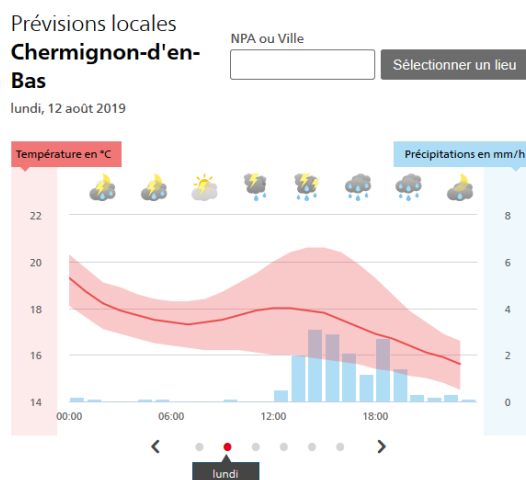 Prévisions locales
NPA ou Ville
Chermignon-d'en-
Bas
Sélectionner un lieu
lundi, 12 août 2019
Température en °C
Précipitations en mm/h
22
8
20
6
18
4
16
2
14
0
00:00 06:00 12:00 18:00
lundi